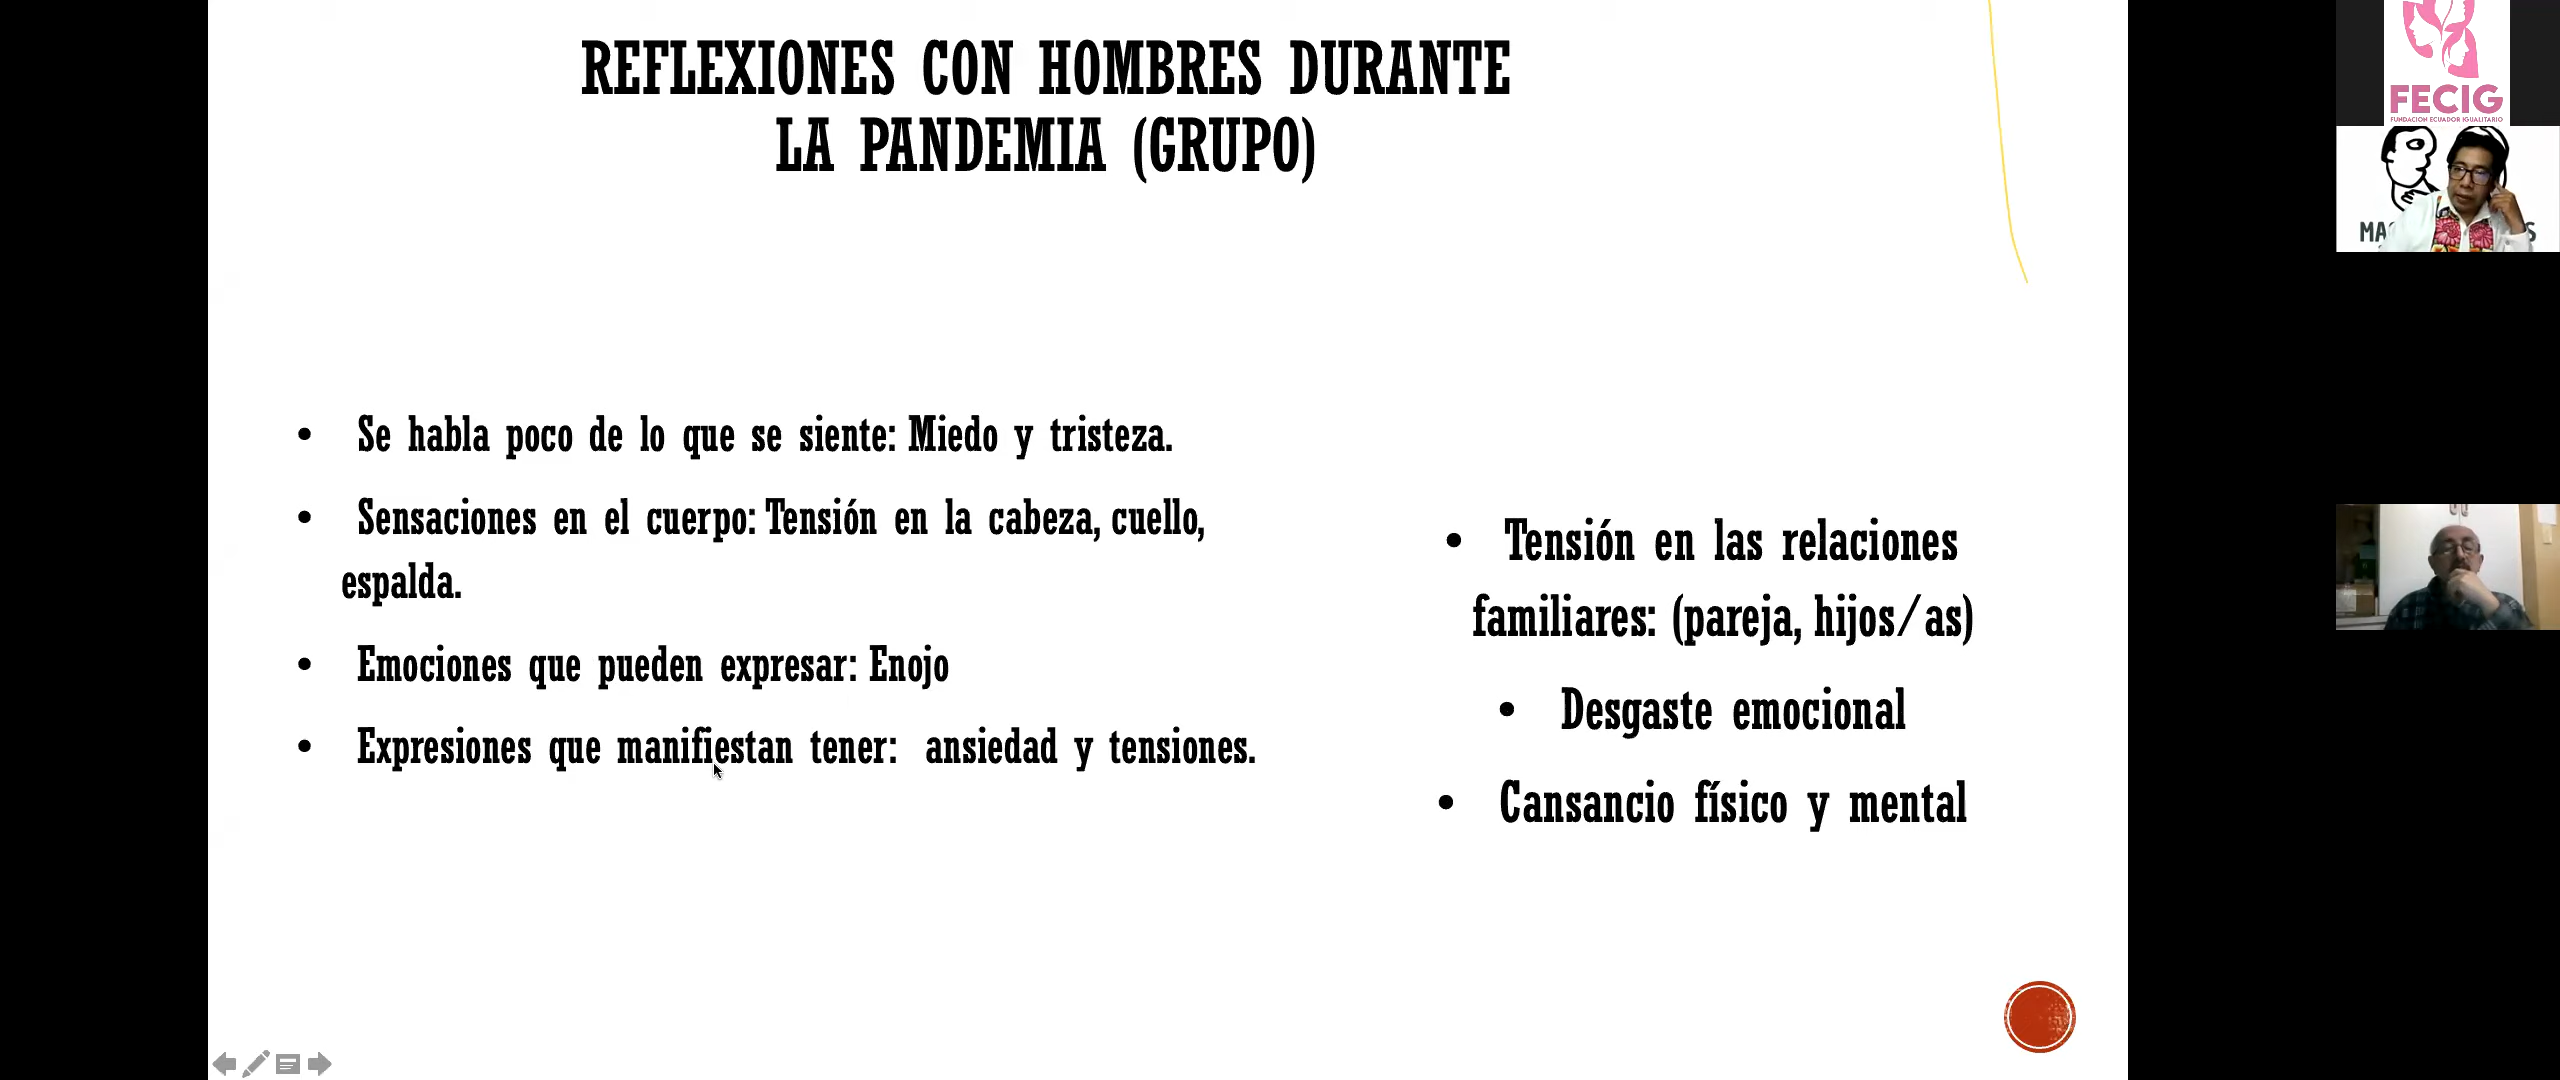 REFLEXIONES CON HOMBRES DURANTE
LA PANDEMIA (GRUPO)
• Se habla poco de lo que se siente: Miedo y tristeza.
• Sensaciones en el cuerpo: Tensión en la cabeza, cuello,
espalda.
• Emociones que pueden expresar: Enojo
• Expresiones que manifiestan tener: ansiedad y tensiones.
• Tensión en las relaciones
familiares: (pareja, hijos/as)
• Desgaste emocional
• Cansancio físico y mental
FECIG
FUNDACION ECUADOR IGUALITARIO